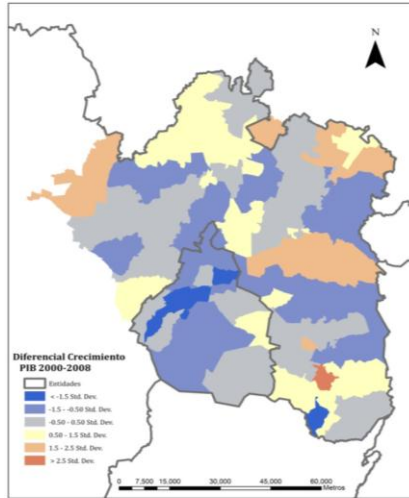 N
Diferencial Crecimiento
PIB 2000-2008
Entidades
< -1.5 Std. Dev.
-1.5 - -0.50 Std. Dev.
-0.50 - 0.50 Std. Dev.
0.50 - 1.5 Std. Dev.
1.5 - 2.5 Std. Dev.
> 2.5 Std. Dev.
0 7.500 15.000 30.000 45.000 60.000
Metros